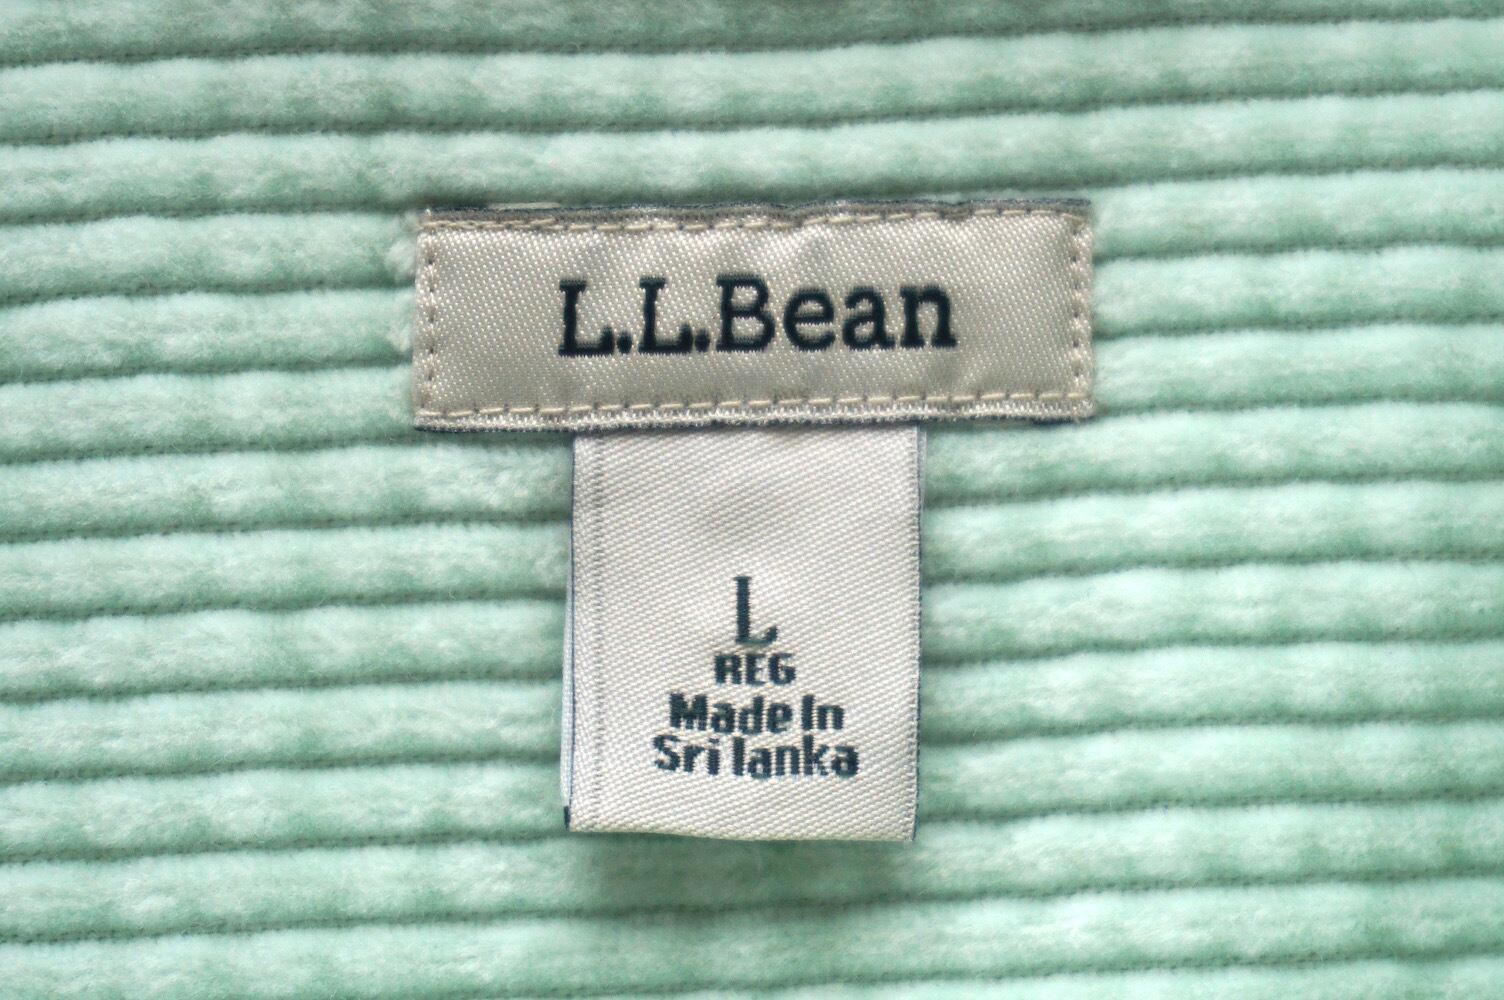 L.L.Bean
L
REG
Made In
Sri lanka